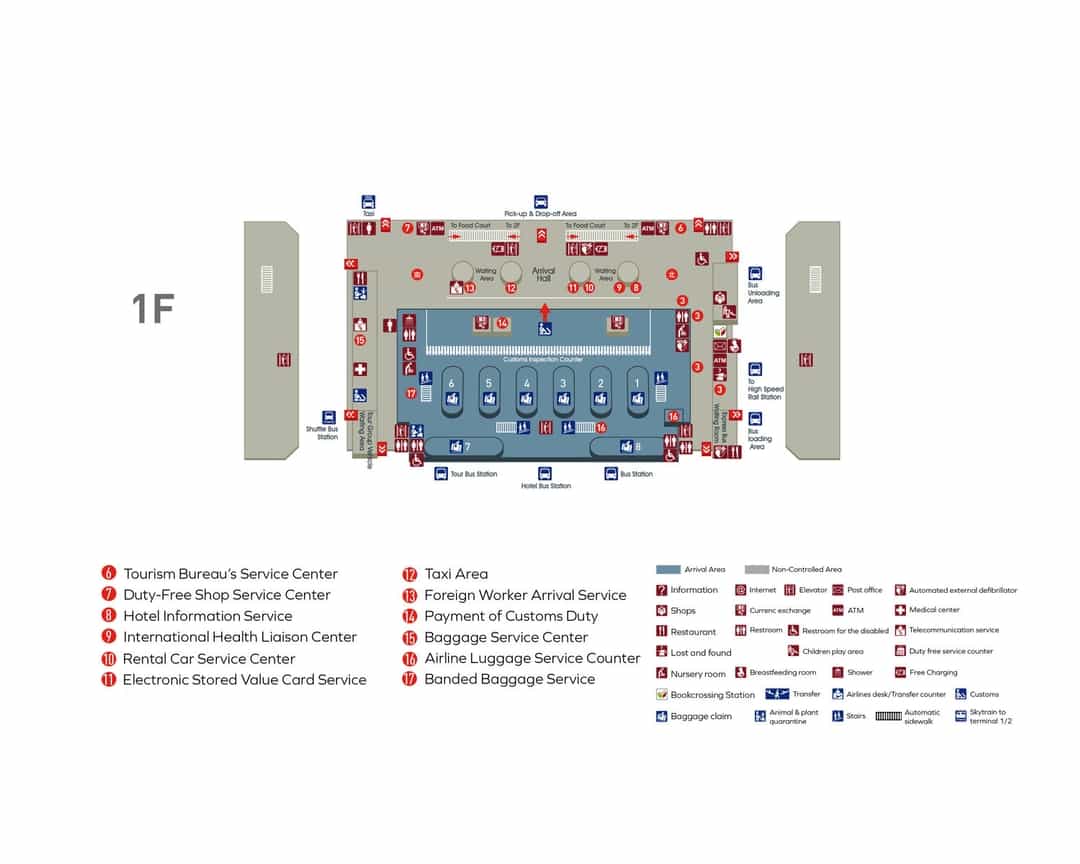 1F
Taxi
Pick-up & Drop-off Area
7
ATM
To Food Court
To 2F
To Food Court
To 2F
ATM
6
Waiting
Area
Arrival
Hall
Waiting
Area
13
12
11
10
9
8
Bus
Unloading
Area
3
3
14
15
Customs Inspection Counter
ATM
3
To
High Speed
Rail Station
3
17
6
5
4
3
2
1
16
16
Shuttle Bus
Station
Tour Group Vehicle
Waiting Area
Express Bus
Waiting Room
Bus
loading
Area
7
8
Tour Bus Station
Hotel Bus Station
Bus Station
6 Tourism Bureau's Service Center
7 Duty-Free Shop Service Center
8 Hotel Information Service
9 International Health Liaison Center
10 Rental Car Service Center
11 Electronic Stored Value Card Service
12 Taxi Area
13 Foreign Worker Arrival Service
14 Payment of Customs Duty
15 Baggage Service Center
16 Airline Luggage Service Counter
17 Banded Baggage Service
Arrival Area
Non-Controlled Area
? Information
@ Internet
Elevator
Post office
Automated external defibrillator
Shops
Currenc exchange
ATM ATM
Medical center
Restaurant
Restroom
Restroom for the disabled
Telecommunication service
Lost and found
Children play area
Duty free service counter
Nursery room
Breastfeeding room
Shower
Free Charging
Bookcrossing Station
Transfer
Airlines desk/Transfer counter
Customs
Baggage claim
Animal & plant
quarantine
Stairs
Automatic
sidewalk
Skytrain to
terminal 1/2